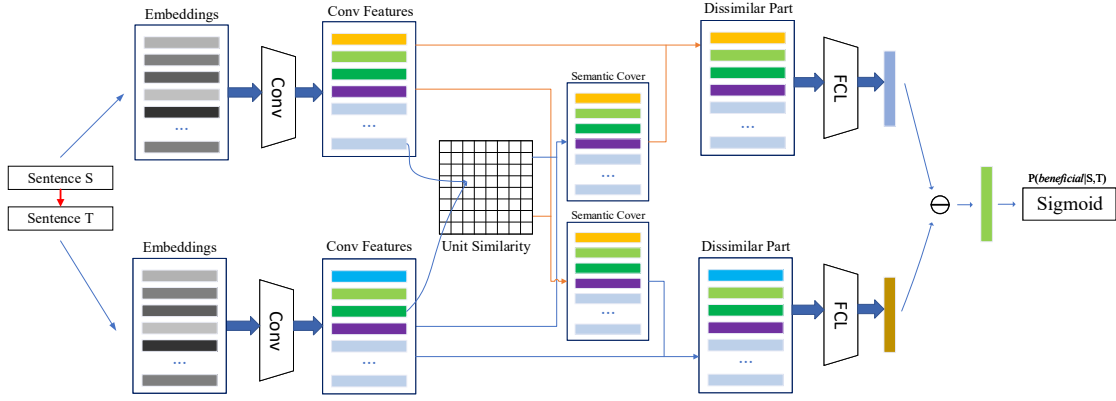 Embeddings
Conv Features
Dissimilar Part
Semantic Cover
Conv
FCL
...
...
...
...
Sentence S
Sentence T
Unit Similarity
P(beneficial|S,T)
Sigmoid
Semantic Cover
Embeddings
Conv Features
Dissimilar Part
Conv
FCL
...
...
...
...